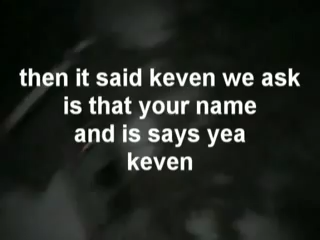 then it said keven we ask
is that your name
and is says yea
keven